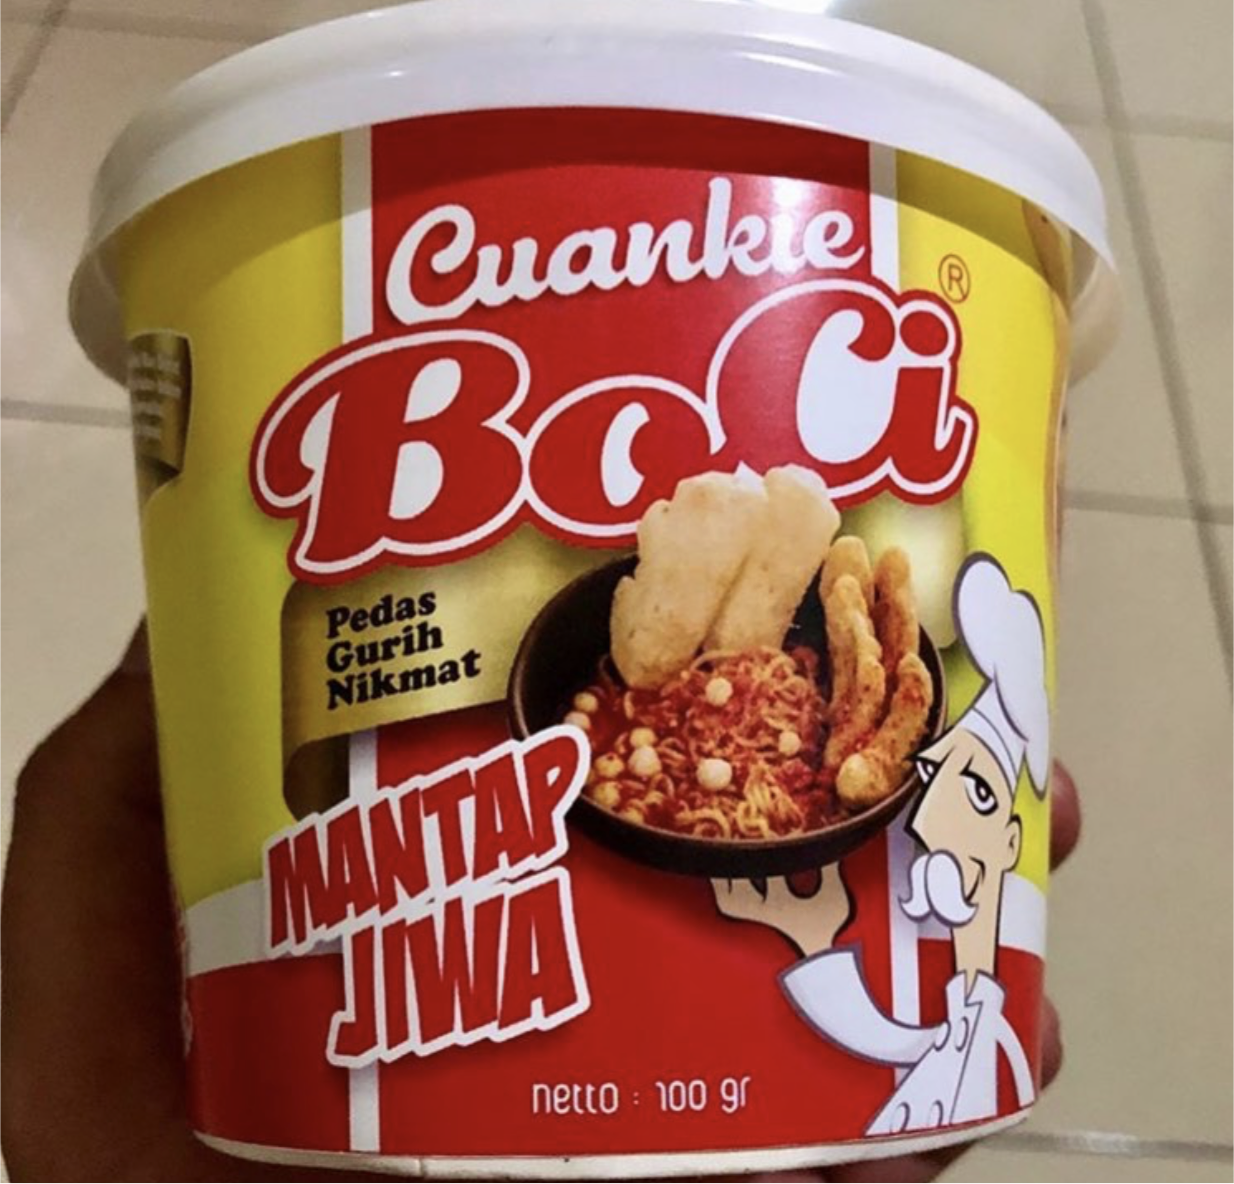 Cuankie
BoCi
®
Pedas
Gurih
Nikmat
MANTAP
JIWA
netto : 100 gr